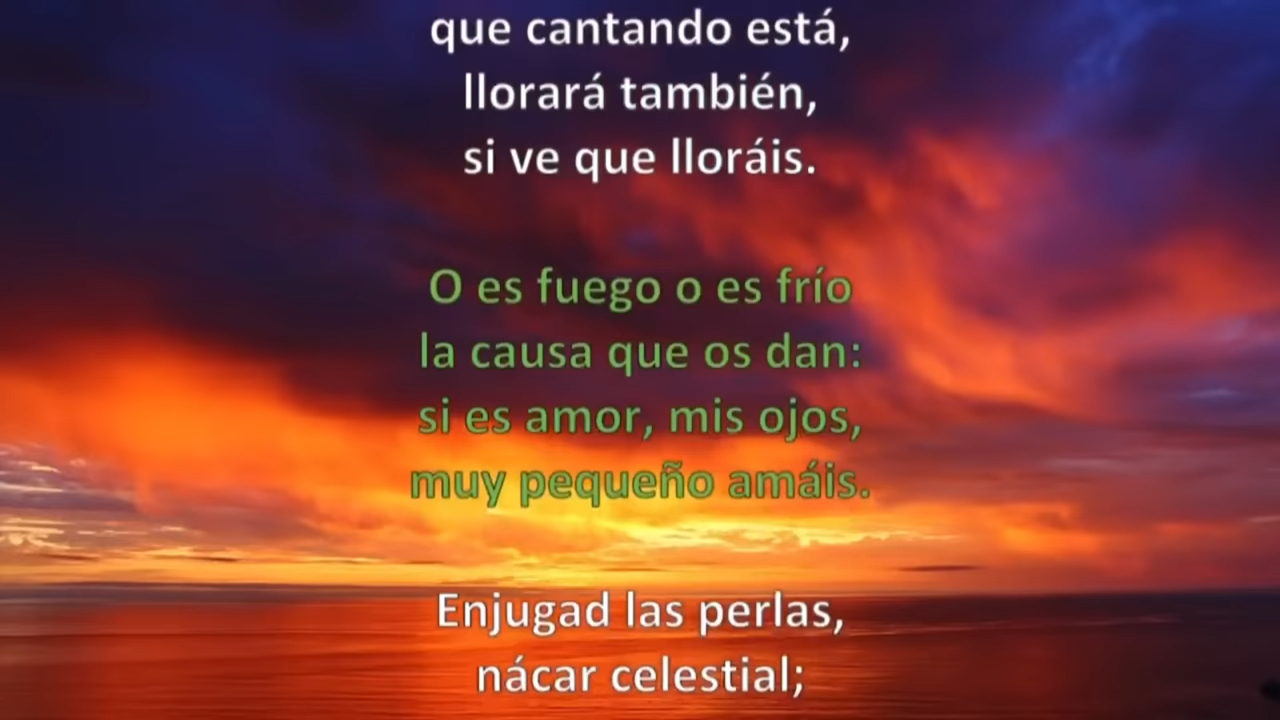 que cantando está,
llorará también,
si ve que lloráis.
O es fuego o es frío
la causa que os dan:
si es amor, mis ojos,
muy pequeño amáis.
Enjugad las perlas,
nácar celestial;